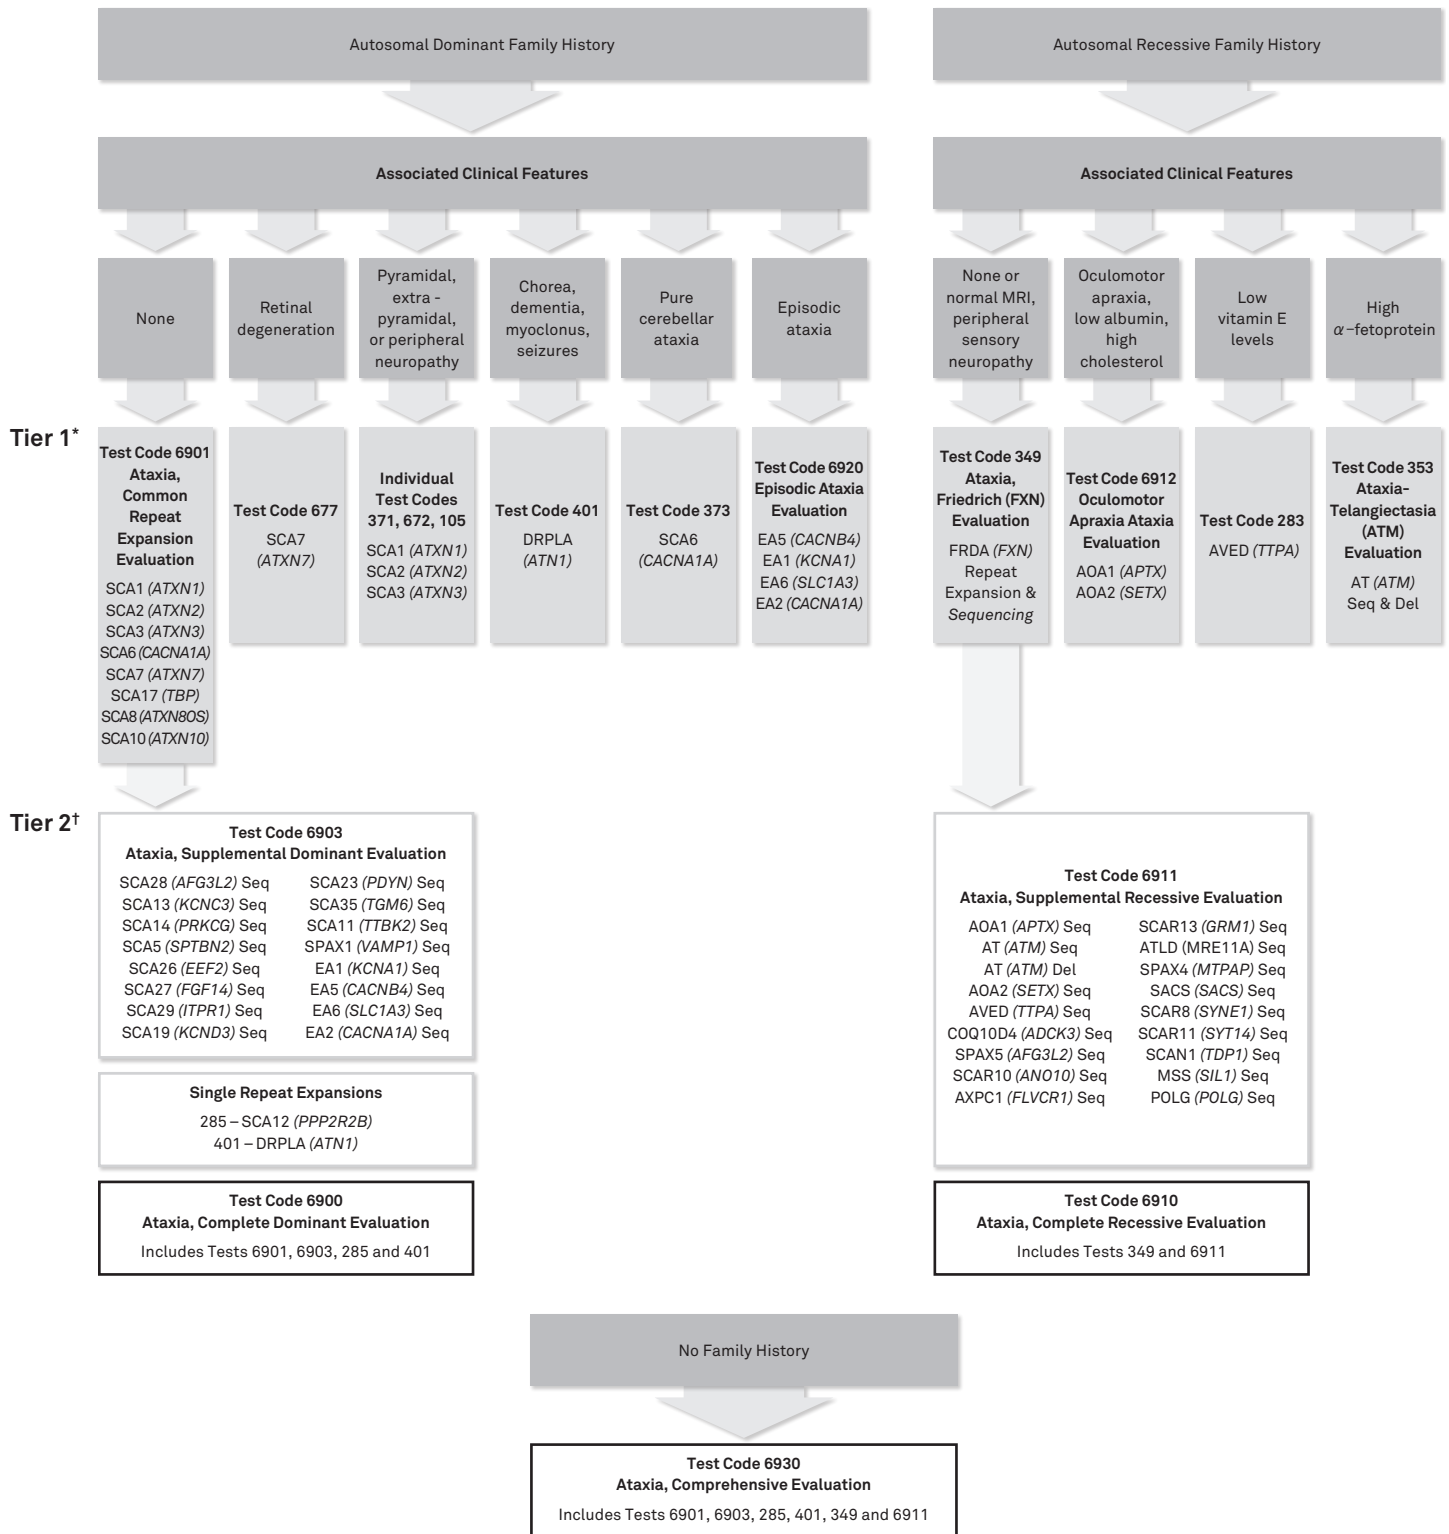 Autosomal Dominant Family History
Autosomal Recessive Family History
Associated Clinical Features
Associated Clinical Features
None
Retinal
degeneration
Pyramidal,
extra -
pyramidal,
or peripheral
neuropathy
Chorea,
dementia,
myoclonus,
seizures
Pure
cerebellar
ataxia
Episodic
ataxia
None or
normal MRI,
peripheral
sensory
neuropathy
Oculomotor
apraxia,
low albumin,
high
cholesterol
Low
vitamin E
levels
High
α-fetoprotein
Tier 1*
Test Code 6901
Ataxia,
Common
Repeat
Expansion
Evaluation
SCA1 (ATXN1)
SCA2 (ATXN2)
SCA3 (ATXN3)
SCA6 (CACNA1A)
SCA7 (ATXN7)
SCA17 (TBP)
SCA8 (ATXN8OS)
SCA10 (ATXN10)
Test Code 677
SCA7
(ATXN7)
Individual
Test Codes
371, 672, 105
SCA1 (ATXN1)
SCA2 (ATXN2)
SCA3 (ATXN3)
Test Code 401
DRPLA
(ATN1)
Test Code 373
SCA6
(CACNA1A)
Test Code 6920
Episodic Ataxia
Evaluation
EA5 (CACNB4)
EA1 (KCNA1)
EA6 (SLC1A3)
EA2 (CACNA1A)
Test Code 349
Ataxia,
Friedrich (FXN)
Evaluation
FRDA (FXN)
Repeat
Expansion &
Sequencing
Test Code 6912
Oculomotor
Apraxia Ataxia
Evaluation
AOA1 (APTX)
AOA2 (SETX)
Test Code 283
AVED (TTPA)
Test Code 353
Ataxia-
Telangiectasia
(ATM)
Evaluation
AT (ATM)
Seq & Del
Tier 2†
Test Code 6903
Ataxia, Supplemental Dominant Evaluation
SCA28 (AFG3L2) Seq
SCA13 (KCNC3) Seq
SCA14 (PRKCG) Seq
SCA5 (SPTBN2) Seq
SCA26 (EEF2) Seq
SCA27 (FGF14) Seq
SCA29 (ITPR1) Seq
SCA19 (KCND3) Seq
SCA23 (PDYN) Seq
SCA35 (TGM6) Seq
SCA11 (TTBK2) Seq
SPAX1 (VAMP1) Seq
EA1 (KCNA1) Seq
EA5 (CACNB4) Seq
EA6 (SLC1A3) Seq
EA2 (CACNA1A) Seq
Single Repeat Expansions
285 – SCA12 (PPP2R2B)
401 – DRPLA (ATN1)
Test Code 6900
Ataxia, Complete Dominant Evaluation
Includes Tests 6901, 6903, 285 and 401
Test Code 6911
Ataxia, Supplemental Recessive Evaluation
AOA1 (APTX) Seq
AT (ATM) Seq
AT (ATM) Del
AOA2 (SETX) Seq
AVED (TTPA) Seq
COQ10D4 (ADCK3) Seq
SPAX5 (AFG3L2) Seq
SCAR10 (ANO10) Seq
AXPC1 (FLVCR1) Seq
SCAR13 (GRM1) Seq
ATLD (MRE11A) Seq
SPAX4 (MTPAP) Seq
SACS (SACS) Seq
SCAR8 (SYNE1) Seq
SCAR11 (SYT14) Seq
SCAN1 (TDP1) Seq
MSS (SIL1) Seq
POLG (POLG) Seq
Test Code 6910
Ataxia, Complete Recessive Evaluation
Includes Tests 349 and 6911
No Family History
Test Code 6930
Ataxia, Comprehensive Evaluation
Includes Tests 6901, 6903, 285, 401, 349 and 6911